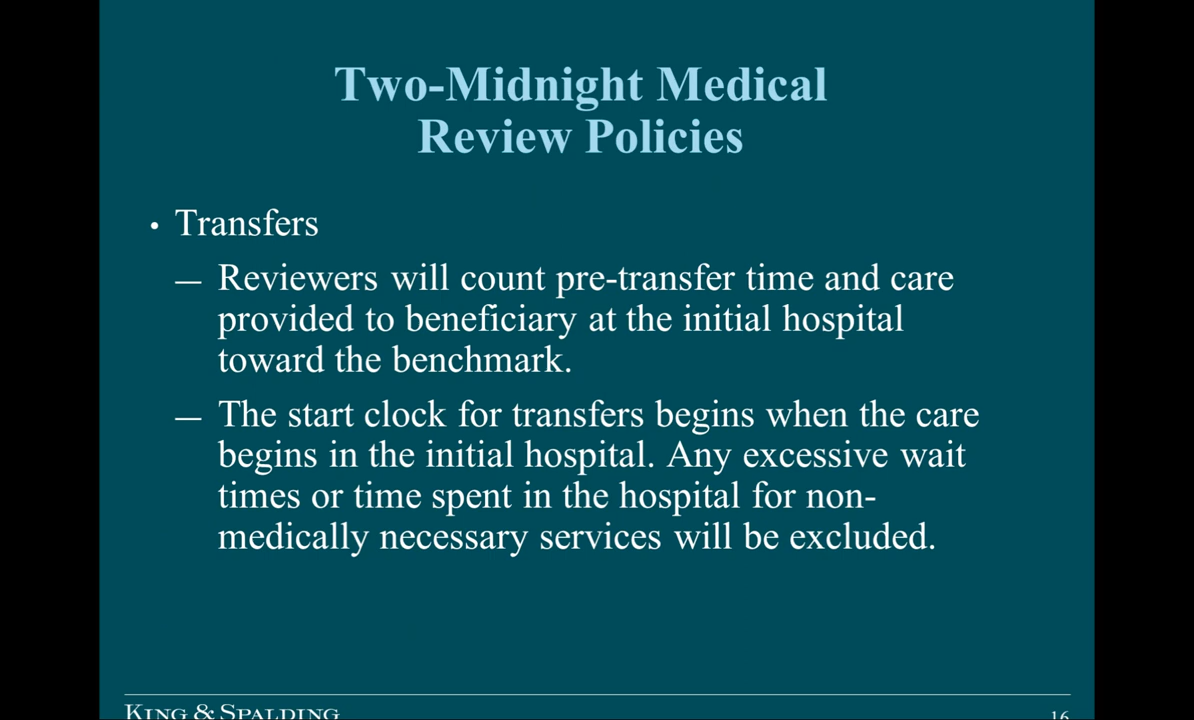 Two-Midnight Medical
Review Policies
• Transfers
— Reviewers will count pre-transfer time and care
provided to beneficiary at the initial hospital
toward the benchmark.
— The start clock for transfers begins when the care
begins in the initial hospital. Any excessive wait
times or time spent in the hospital for non-
medically necessary services will be excluded.
KING & SPALDING
16